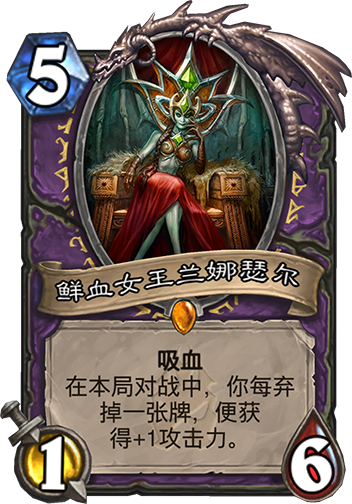 5
鲜血女王兰娜瑟尔
吸血
在本局对战中，你每弃
掉一张牌，便获
得+1攻击力。
1
6